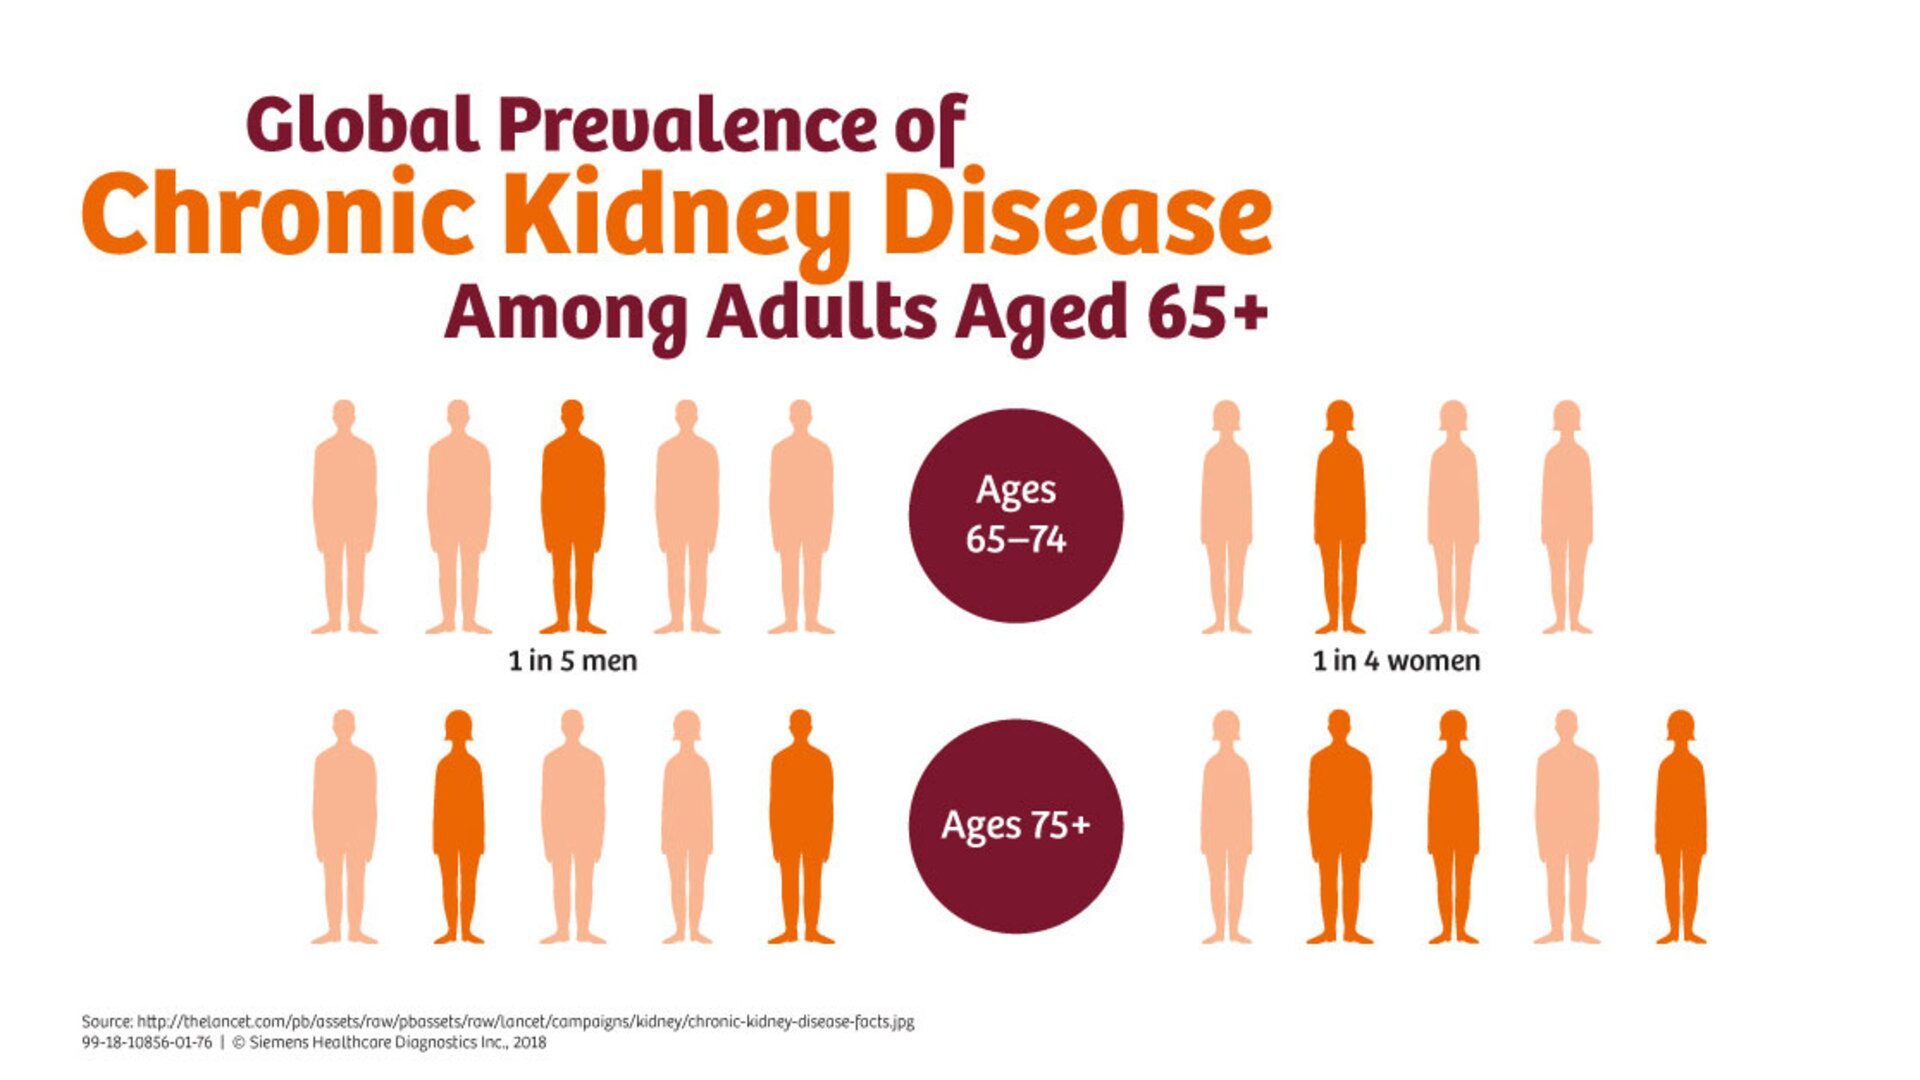 Global Prevalence of
Chronic Kidney Disease
Among Adults Aged 65+
Ages
65–74
1 in 5 men
1 in 4 women
Ages 75+
Source: http://thelancet.com/pb/assets/raw/pbassets/raw/lancet/campaigns/kidney/chronic-kidney-disease-facts.jpg
99-18-10856-01-76 | © Siemens Healthcare Diagnostics Inc., 2018